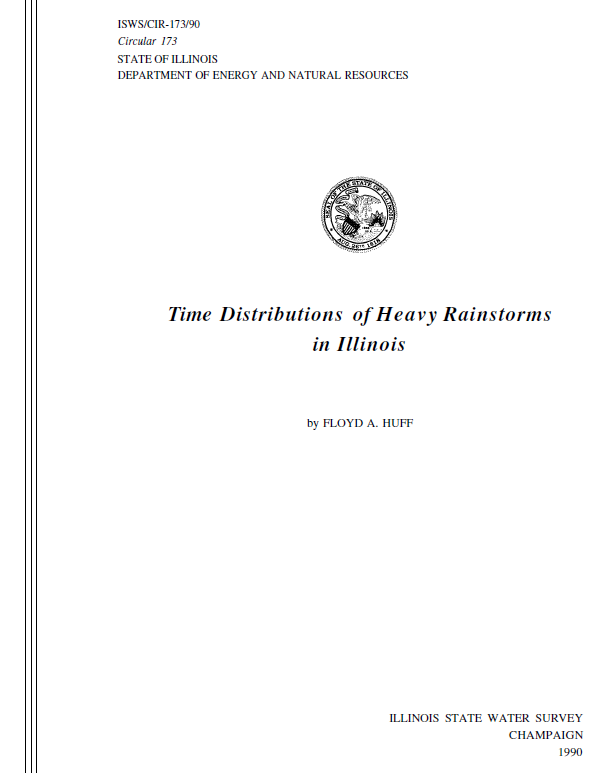 ISWS/CIR-173/90
Circular 173
STATE OF ILLINOIS
DEPARTMENT OF ENERGY AND NATURAL RESOURCES
SEAL OF THE STATE OF ILLINOIS
AUG. 26TH 1818
Time Distributions of Heavy Rainstorms
in Illinois
by FLOYD A. HUFF
ILLINOIS STATE WATER SURVEY
CHAMPAIGN
1990